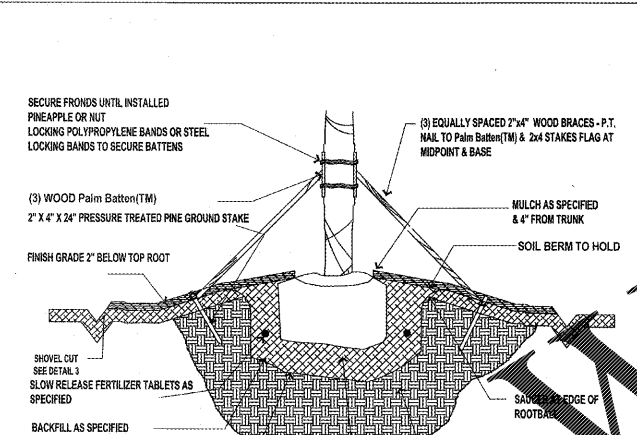 SECURE FRONDS UNTIL INSTALLED
PINEAPPLE OR NUT
LOCKING POLYPROPYLENE BANDS OR STEEL
LOCKING BANDS TO SECURE BATTENS
(3) EQUALLY SPACED 2"x4" WOOD BRACES - P.T.
NAIL TO Palm Batten(TM) & 2x4 STAKES FLAG AT
MIDPOINT & BASE
(3) WOOD Palm Batten(TM)
2" X 4" X 24" PRESSURE TREATED PINE GROUND STAKE
MULCH AS SPECIFIED
& 4" FROM TRUNK
SOIL BERM TO HOLD
FINISH GRADE 2" BELOW TOP ROOT
SHOVEL CUT
SEE DETAIL 3
SLOW RELEASE FERTILIZER TABLETS AS
SPECIFIED
SAUCER AT EDGE OF
ROOTBALL
BACKFILL AS SPECIFIED